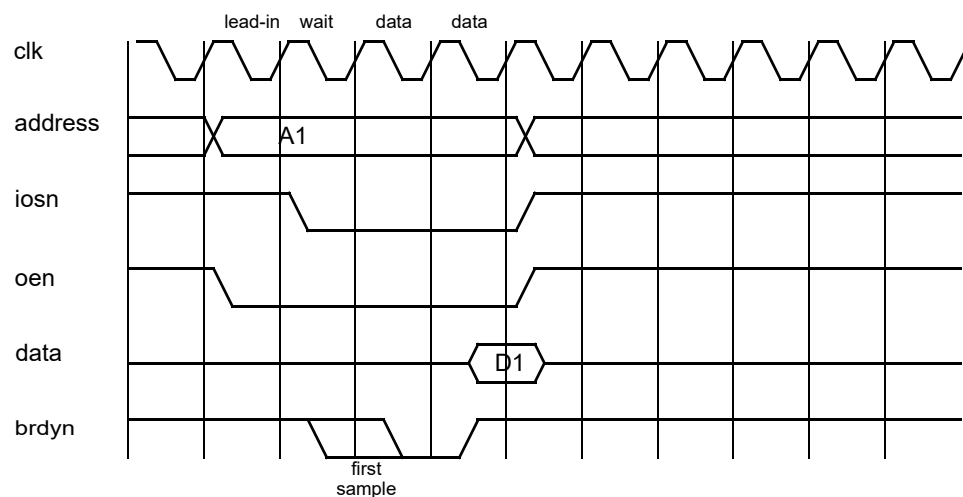 lead-in wait data data
clk
address
A1
iosn
oen
data
D1
brdyn
first
sample